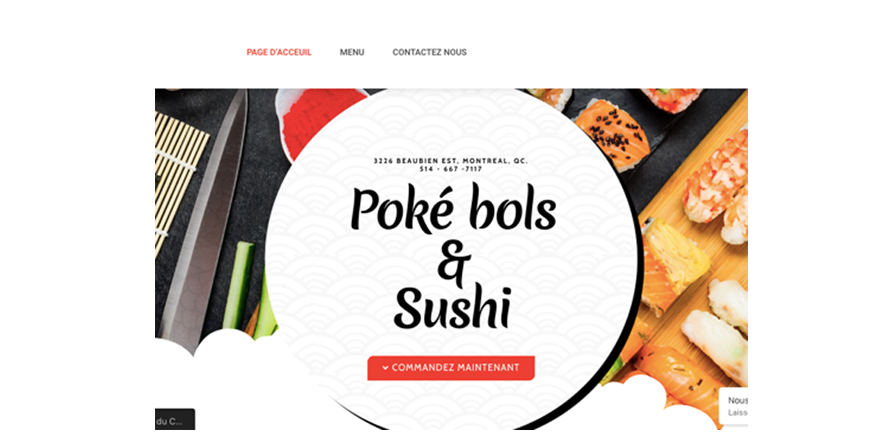 PAGE D'ACCEUIL MENU CONTACTEZ NOUS
3226 BEAUBIEN EST, MONTREAL, QC.
514 - 667 -7117
Poké bols
&
Sushi
COMMANDEZ MAINTENANT
du C...
Nous
Laiss